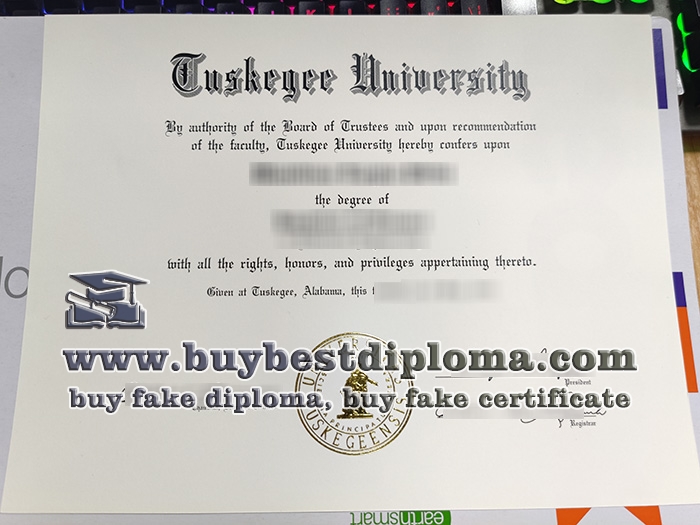 Tuskegee University
By authority of the Board of Trustees and upon recommendation
of the faculty, Tuskegee University hereby confers upon
the degree of
with all the rights, honors, and privileges appertaining thereto.
Given at Tuskegee, Alabama, this
www.buybestdiploma.com
President
buy fake diploma, buy fake certificate
TUSKEGEENSIS
PRINCIPIA
Registrar
earthsmart